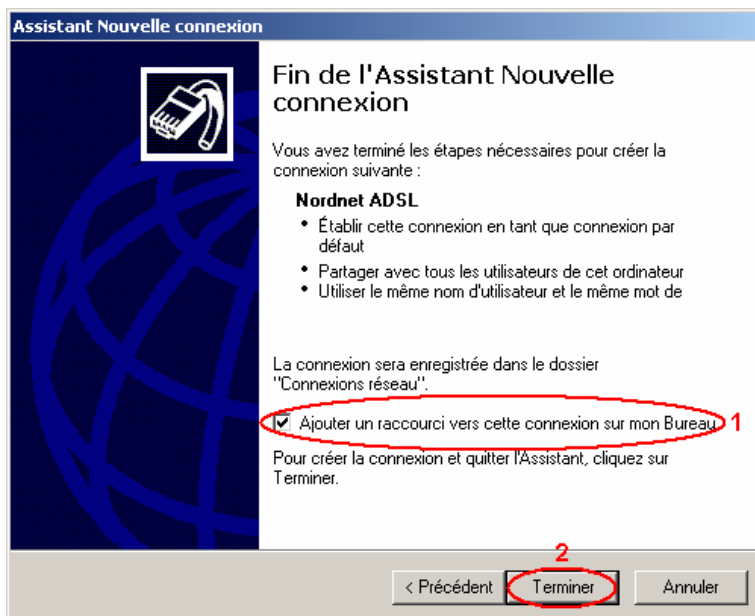 Assistant Nouvelle connexion
Fin de l'Assistant Nouvelle
connexion
Vous avez terminé les étapes nécessaires pour créer la
connexion suivante :
Nordnet ADSL
• Établir cette connexion en tant que connexion par
défaut
• Partager avec tous les utilisateurs de cet ordinateur
• Utiliser le même nom d'utilisateur et le même mot de
La connexion sera enregistrée dans le dossier
"Connexions réseau".
Ajouter un raccourci vers cette connexion sur mon Bureau 1
Pour créer la connexion et quitter l'Assistant, cliquez sur
Terminer.
2
< Précédent Terminer Annuler